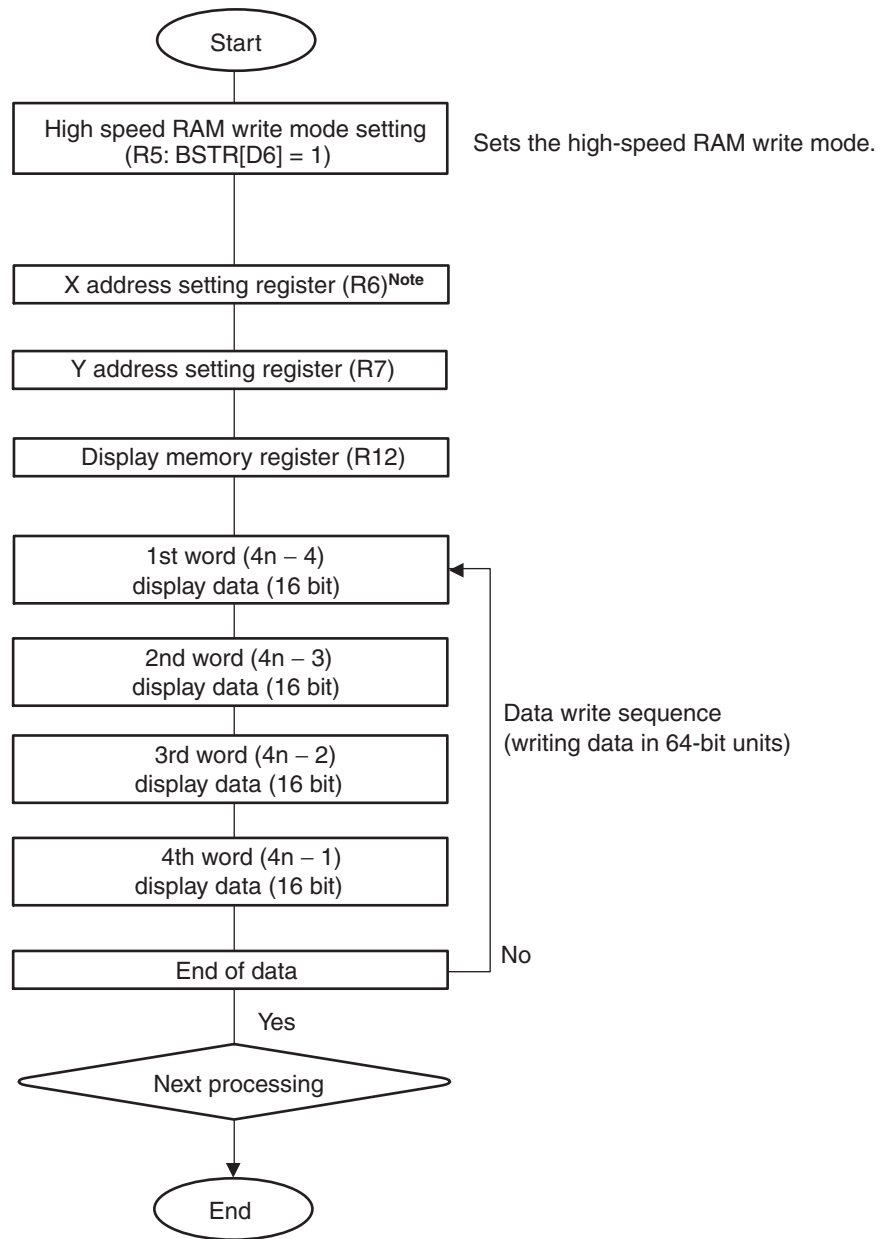 Start
High speed RAM write mode setting
(R5: BSTR[D6] = 1)
Sets the high-speed RAM write mode.
X address setting register (R6)Note
Y address setting register (R7)
Display memory register (R12)
1st word (4n – 4)
display data (16 bit)
2nd word (4n – 3)
display data (16 bit)
Data write sequence
(writing data in 64-bit units)
3rd word (4n – 2)
display data (16 bit)
4th word (4n – 1)
display data (16 bit)
End of data
No
Yes
Next processing
End